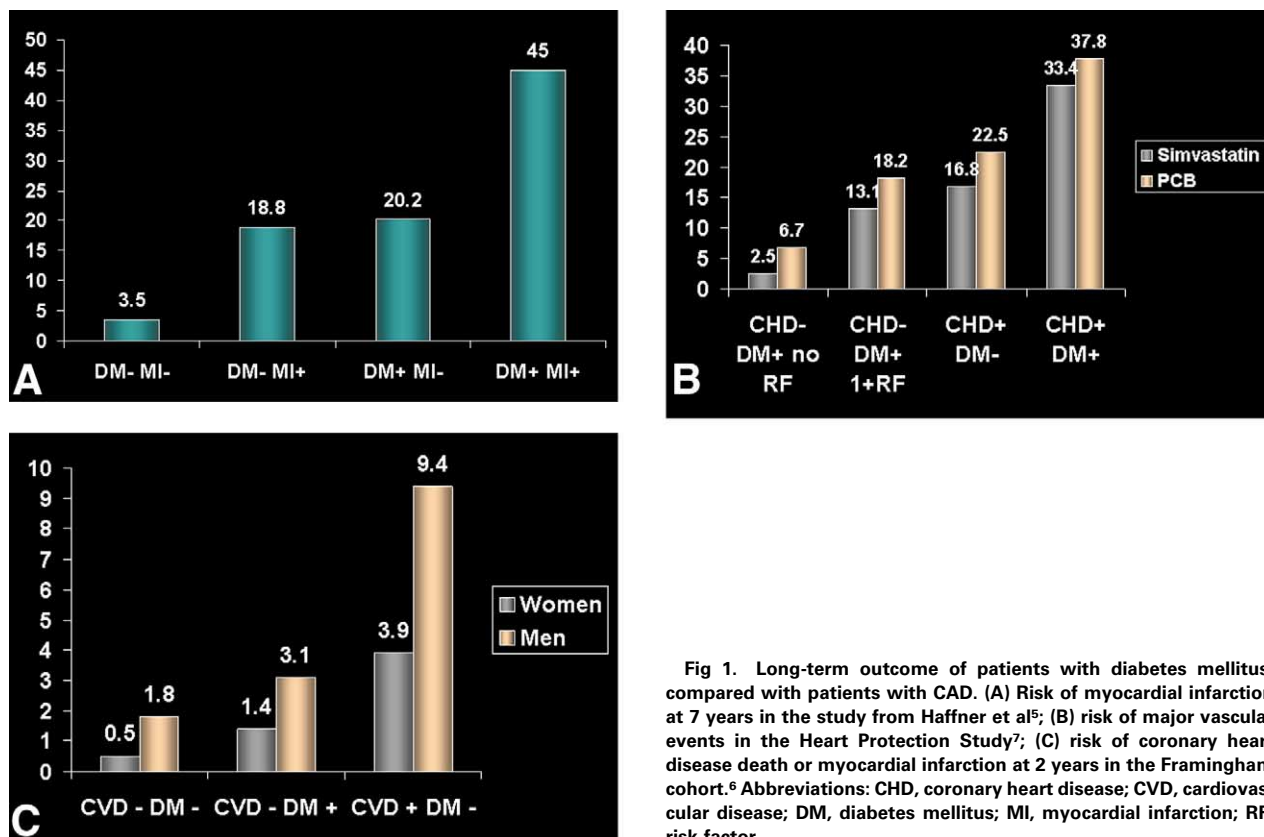 50
45
40
35
30
25
20
15
10
5
0
3.5
18.8
20.2
45
DM- MI-
DM- MI+
DM+ MI-
DM+ MI+
A
40
35
30
25
20
15
10
5
0
2.5
6.7
13.1
18.2
16.8
22.5
33.4
37.8
CHD-
DM+ no
RF
CHD-
DM+
1+RF
CHD+
DM-
CHD+
DM+
Simvastatin
PCB
B
10
9
8
7
6
5
4
3
2
1
0
0.5
1.8
1.4
3.1
3.9
9.4
CVD - DM -
CVD - DM +
CVD + DM -
Women
Men
C
Fig 1. Long-term outcome of patients with diabetes mellitus
compared with patients with CAD. (A) Risk of myocardial infarction
at 7 years in the study from Haffner et al5; (B) risk of major vascula
events in the Heart Protection Study7; (C) risk of coronary hear
disease death or myocardial infarction at 2 years in the Framingham
cohort.6 Abbreviations: CHD, coronary heart disease; CVD, cardiovas
cular disease; DM, diabetes mellitus; MI, myocardial infarction; RF
risk factor